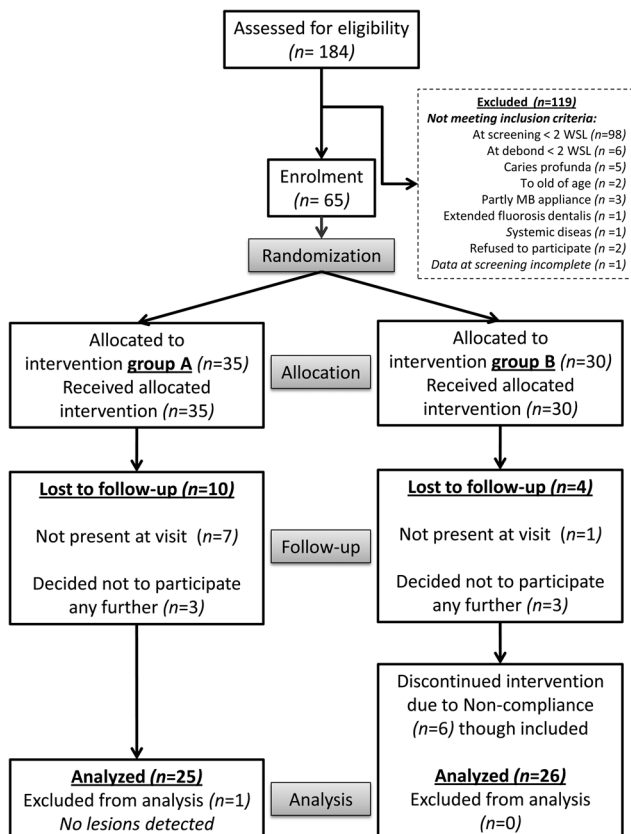 Assessed for eligibility
(n= 184)
Excluded (n=119)
Not meeting inclusion criteria:
At screening < 2 WSL (n=98)
At debond < 2 WSL (n =6)
Caries profunda (n =5)
To old of age (n =2)
Partly MB appliance (n =3)
Extended fluorosis dentalis (n =1)
Systemic diseas (n =1)
Refused to participate (n =2)
Data at screening incomplete (n =1)
Enrolment
(n= 65)
Randomization
Allocated to
intervention group A (n=35)
Received allocated
intervention (n=35)
Allocation
Allocated to
intervention group B (n=30)
Received allocated
intervention (n=30)
Lost to follow-up (n=10)
Not present at visit (n=7)
Decided not to participate
any further (n=3)
Follow-up
Lost to follow-up (n=4)
Not present at visit (n=1)
Decided not to participate
any further (n=3)
Discontinued intervention
due to Non-compliance
(n=6) though included
Analyzed (n=25)
Excluded from analysis (n=1)
No lesions detected
Analysis
Analyzed (n=26)
Excluded from analysis
(n=0)